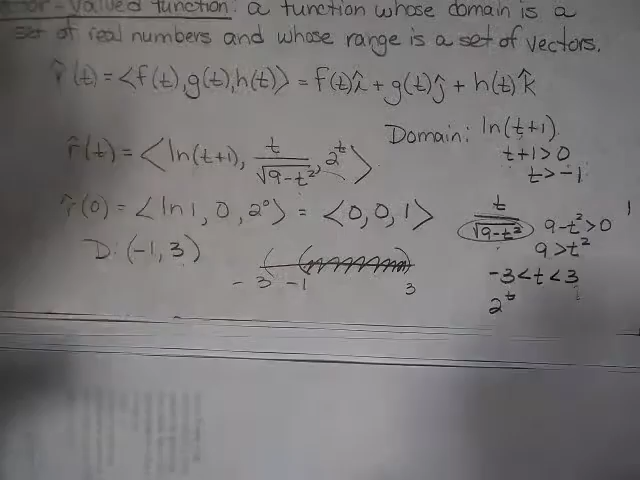 valued function: a function whose domain is a
set of real numbers and whose range is a set of vectors.
r̂(t) = <f(t), g(t), h(t)> = f(t)î + g(t)ĵ + h(t)k̂
r̂(t) = <ln(t+1), t/√(9-t²), 2^t>
r̂(0) = <ln 1, 0, 2⁰> = <0, 0, 1>
D: (-1, 3)
-3 -1 3
Domain: ln(t+1)
t+1>0
t>-1
t/√(9-t²) 9-t²>0
9>t²
-3<t<3
2^t